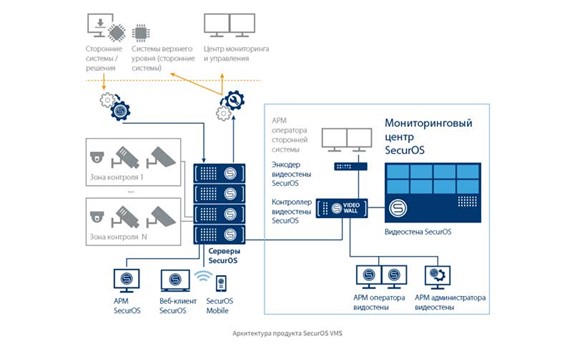 Сторонние
системы /
решения
Системы верхнего
уровня (сторонние
системы)
Центр мониторинга
и управления
Зона контроля 1
...
Зона контроля N
Серверы
SecurOS
АРМ
SecurOS
Веб-клиент
SecurOS
SecurOS
Mobile
АРМ
оператора
сторонней
системы
Энкодер
видеостены
SecurOS
Контроллер
видеостены
SecurOS
VIDEO
WALL
Мониторинговый
центр
SecurOS
Видеостена SecurOS
АРМ оператора
видостены
АРМ администратора
видеостены
Архитектура продукта SecurOS VMS